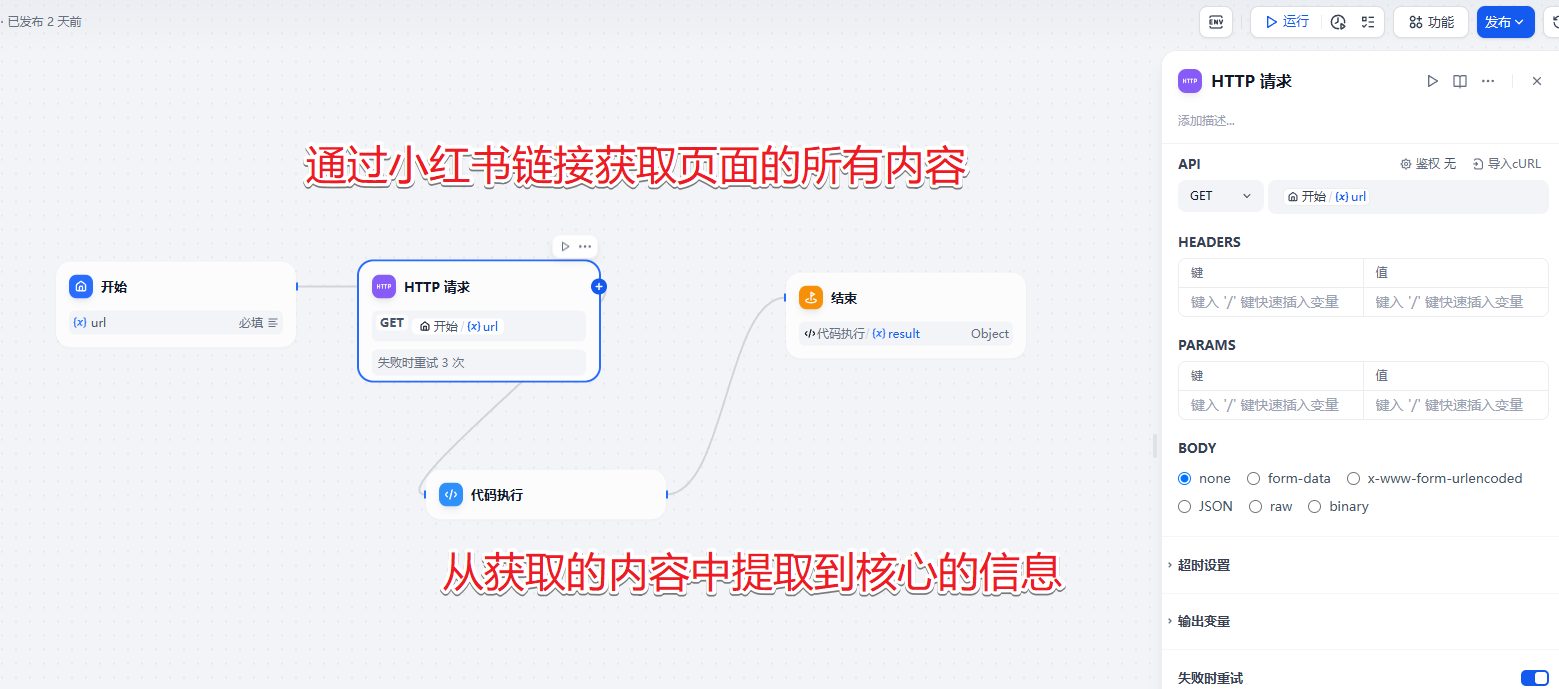 · 已发布 2 天前
ENV
运行
功能
发布
通过小红书链接获取页面的所有内容
开始
{x} url 必填
HTTP
HTTP 请求
GET 开始 / {x} url
失败时重试 3 次
结束
代码执行 / {x} result Object
代码执行
从获取的内容中提取到核心的信息
HTTP
HTTP 请求
添加描述...
API 鉴权 无 导入cURL
GET 开始 / {x} url
HEADERS
键 值
键入 '/' 键快速插入变量 键入 '/' 键快速插入变量
PARAMS
键 值
键入 '/' 键快速插入变量 键入 '/' 键快速插入变量
BODY
none form-data x-www-form-urlencoded
JSON raw binary
超时设置
输出变量
失败时重试